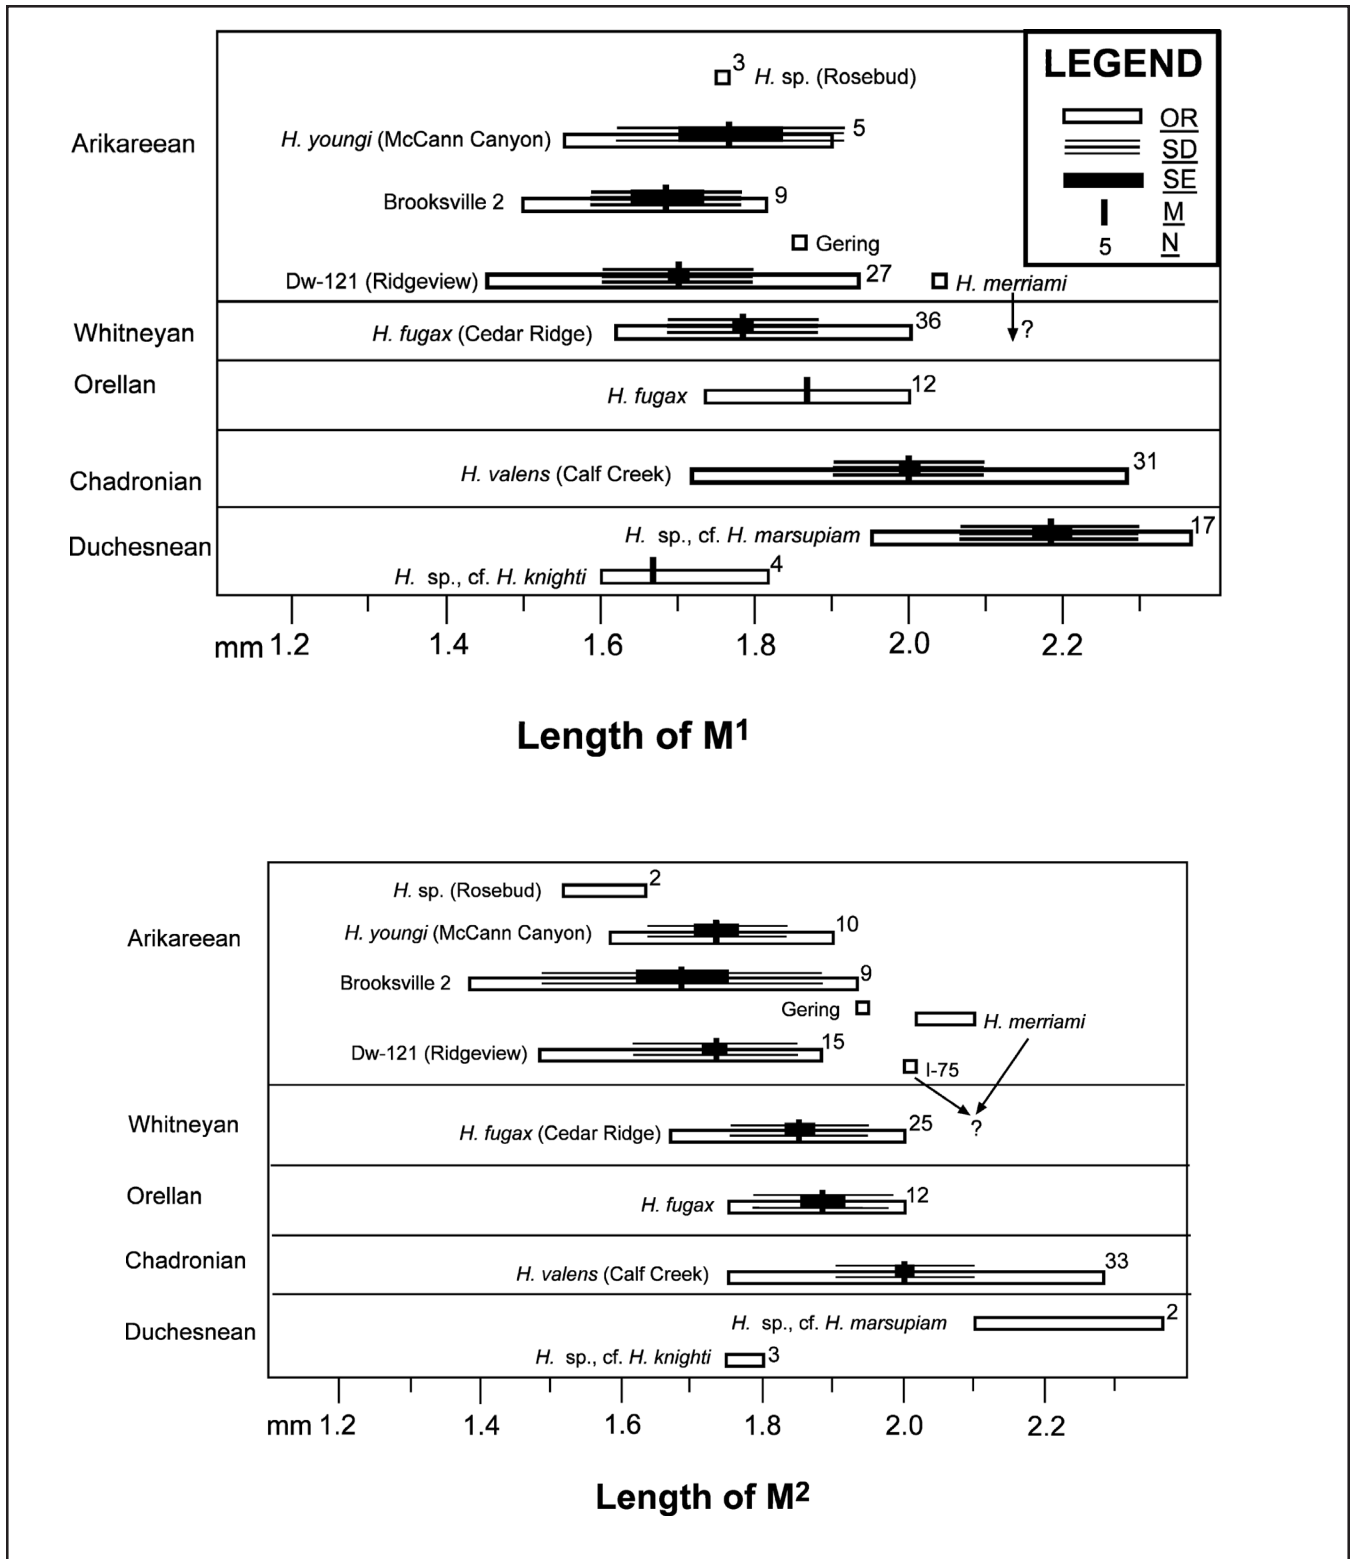 LEGEND
OR
SD
SE
M
5 N
3 H. sp. (Rosebud)
Arikareean
H. youngi (McCann Canyon) 5
Brooksville 2 9
Gering
Dw-121 (Ridgeview) 27
H. merriami
Whitneyan
H. fugax (Cedar Ridge) 36
?
Orellan
H. fugax 12
Chadronian
H. valens (Calf Creek) 31
Duchesnean
H. sp., cf. H. marsupiam 17
H. sp., cf. H. knighti 4
mm 1.2 1.4 1.6 1.8 2.0 2.2
Length of M1
H. sp. (Rosebud) 2
Arikareean
H. youngi (McCann Canyon) 10
Brooksville 2 9
Gering
H. merriami
Dw-121 (Ridgeview) 15
I-75
Whitneyan
H. fugax (Cedar Ridge) 25
?
Orellan
H. fugax 12
Chadronian
H. valens (Calf Creek) 33
Duchesnean
H. sp., cf. H. marsupiam 2
H. sp., cf. H. knighti 3
mm 1.2 1.4 1.6 1.8 2.0 2.2
Length of M2